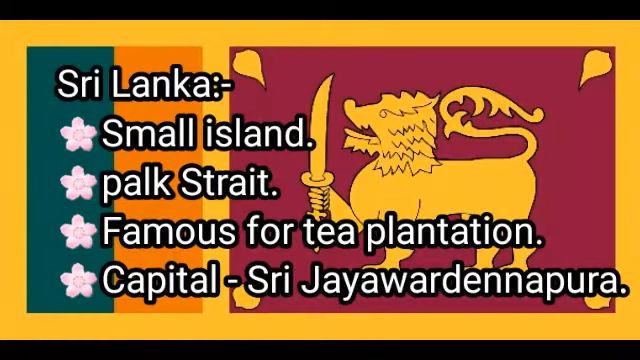 Sri Lanka:-
🌸Small island.
🌸palk Strait.
🌸Famous for tea plantation.
🌸Capital - Sri Jayawardennapura.